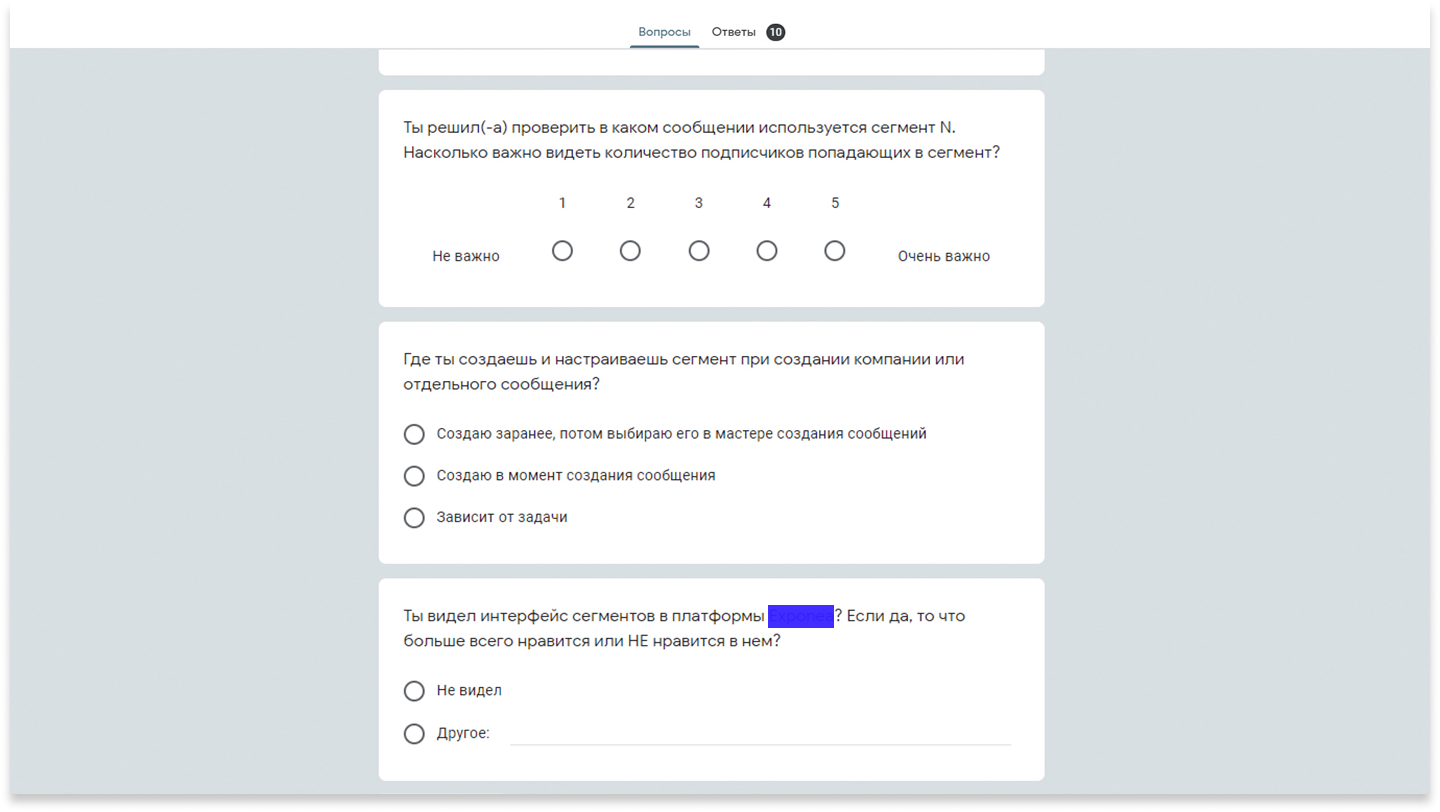 Вопросы Ответы 10
Ты решил(-а) проверить в каком сообщении используется сегмент N.
Насколько важно видеть количество подписчиков попадающих в сегмент?
1 2 3 4 5
Не важно Очень важно
Где ты создаешь и настраиваешь сегмент при создании компании или
отдельного сообщения?
Создаю заранее, потом выбираю его в мастере создания сообщений
Создаю в момент создания сообщения
Зависит от задачи
Ты видел интерфейс сегментов в платформы ? Если да, то что
больше всего нравится или НЕ нравится в нем?
Не видел
Другое: